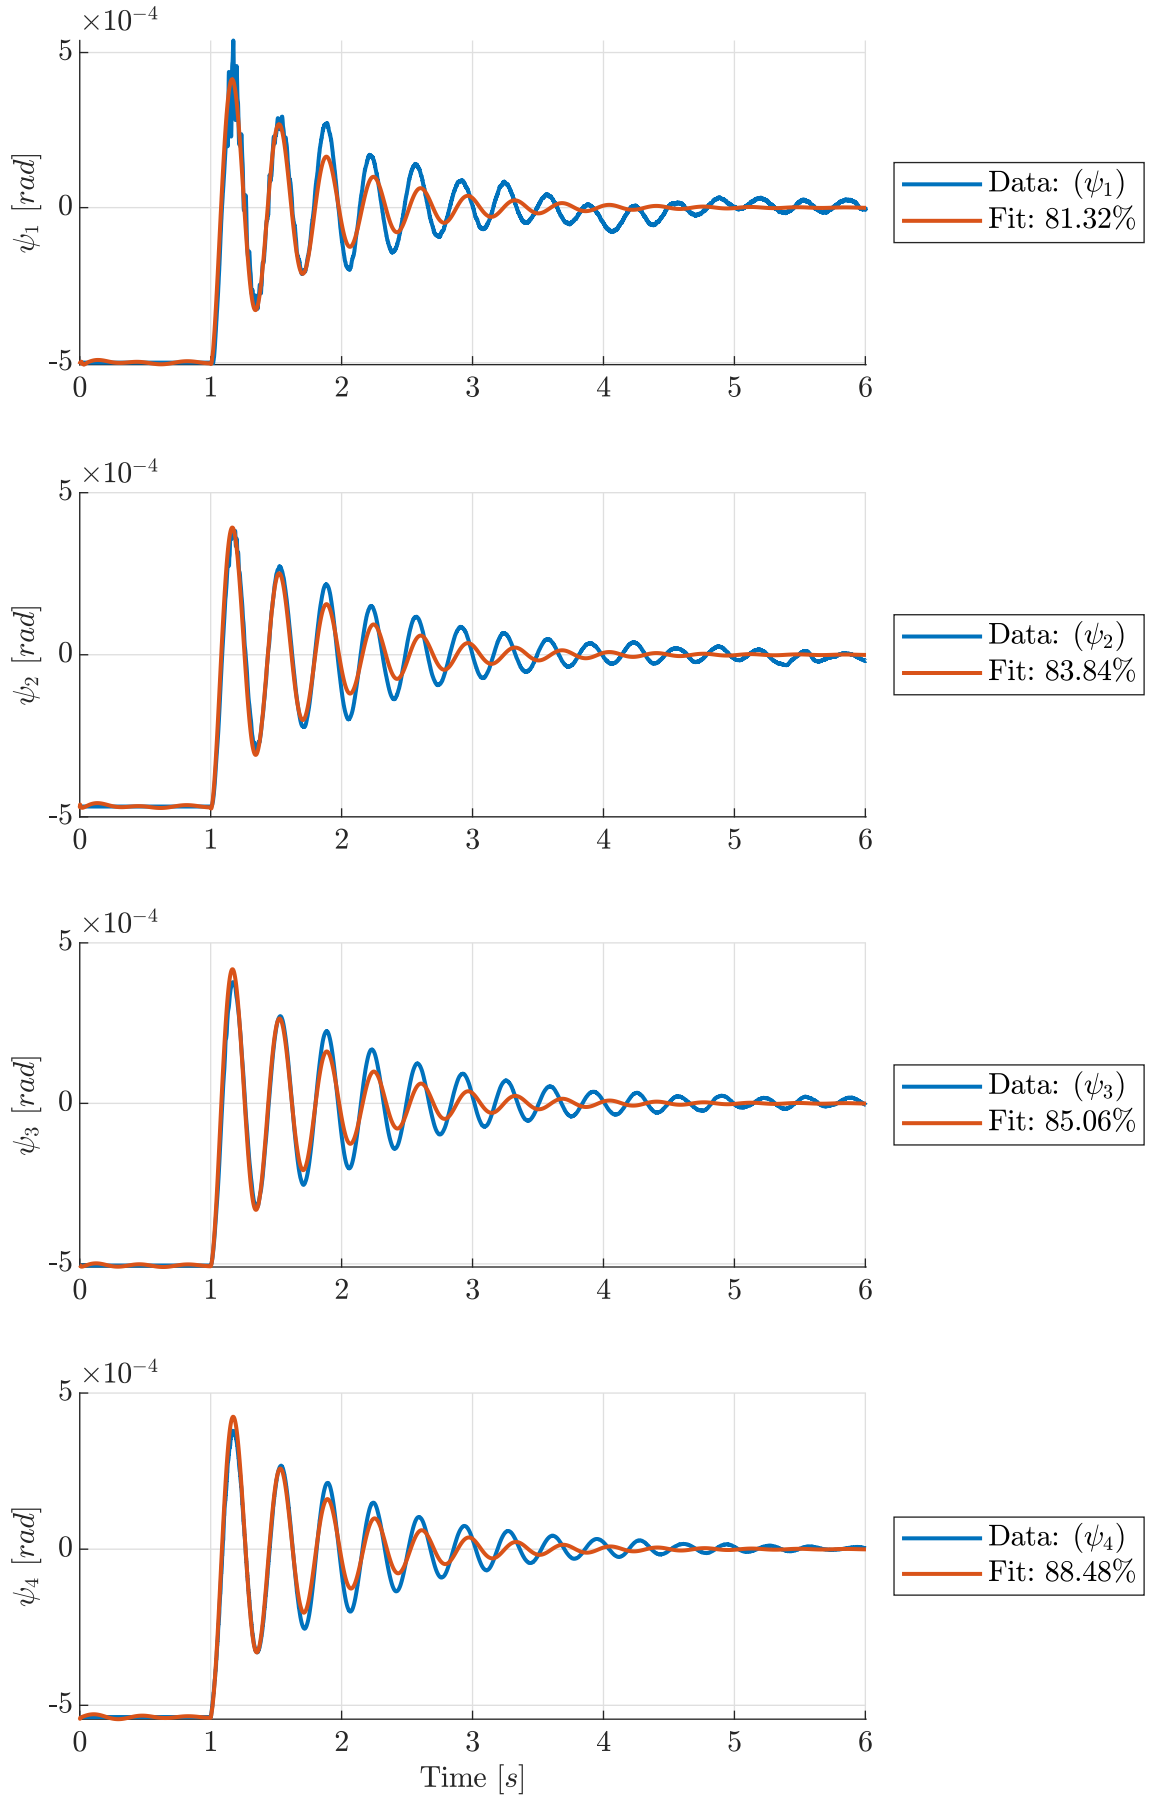 ×10⁻⁴
5
0
-5
ψ₁ [rad]
0 1 2 3 4 5 6
Data: (ψ₁)
Fit: 81.32%
×10⁻⁴
5
0
-5
ψ₂ [rad]
0 1 2 3 4 5 6
Data: (ψ₂)
Fit: 83.84%
×10⁻⁴
5
0
-5
ψ₃ [rad]
0 1 2 3 4 5 6
Data: (ψ₃)
Fit: 85.06%
×10⁻⁴
5
0
-5
ψ₄ [rad]
0 1 2 3 4 5 6
Data: (ψ₄)
Fit: 88.48%
Time [s]